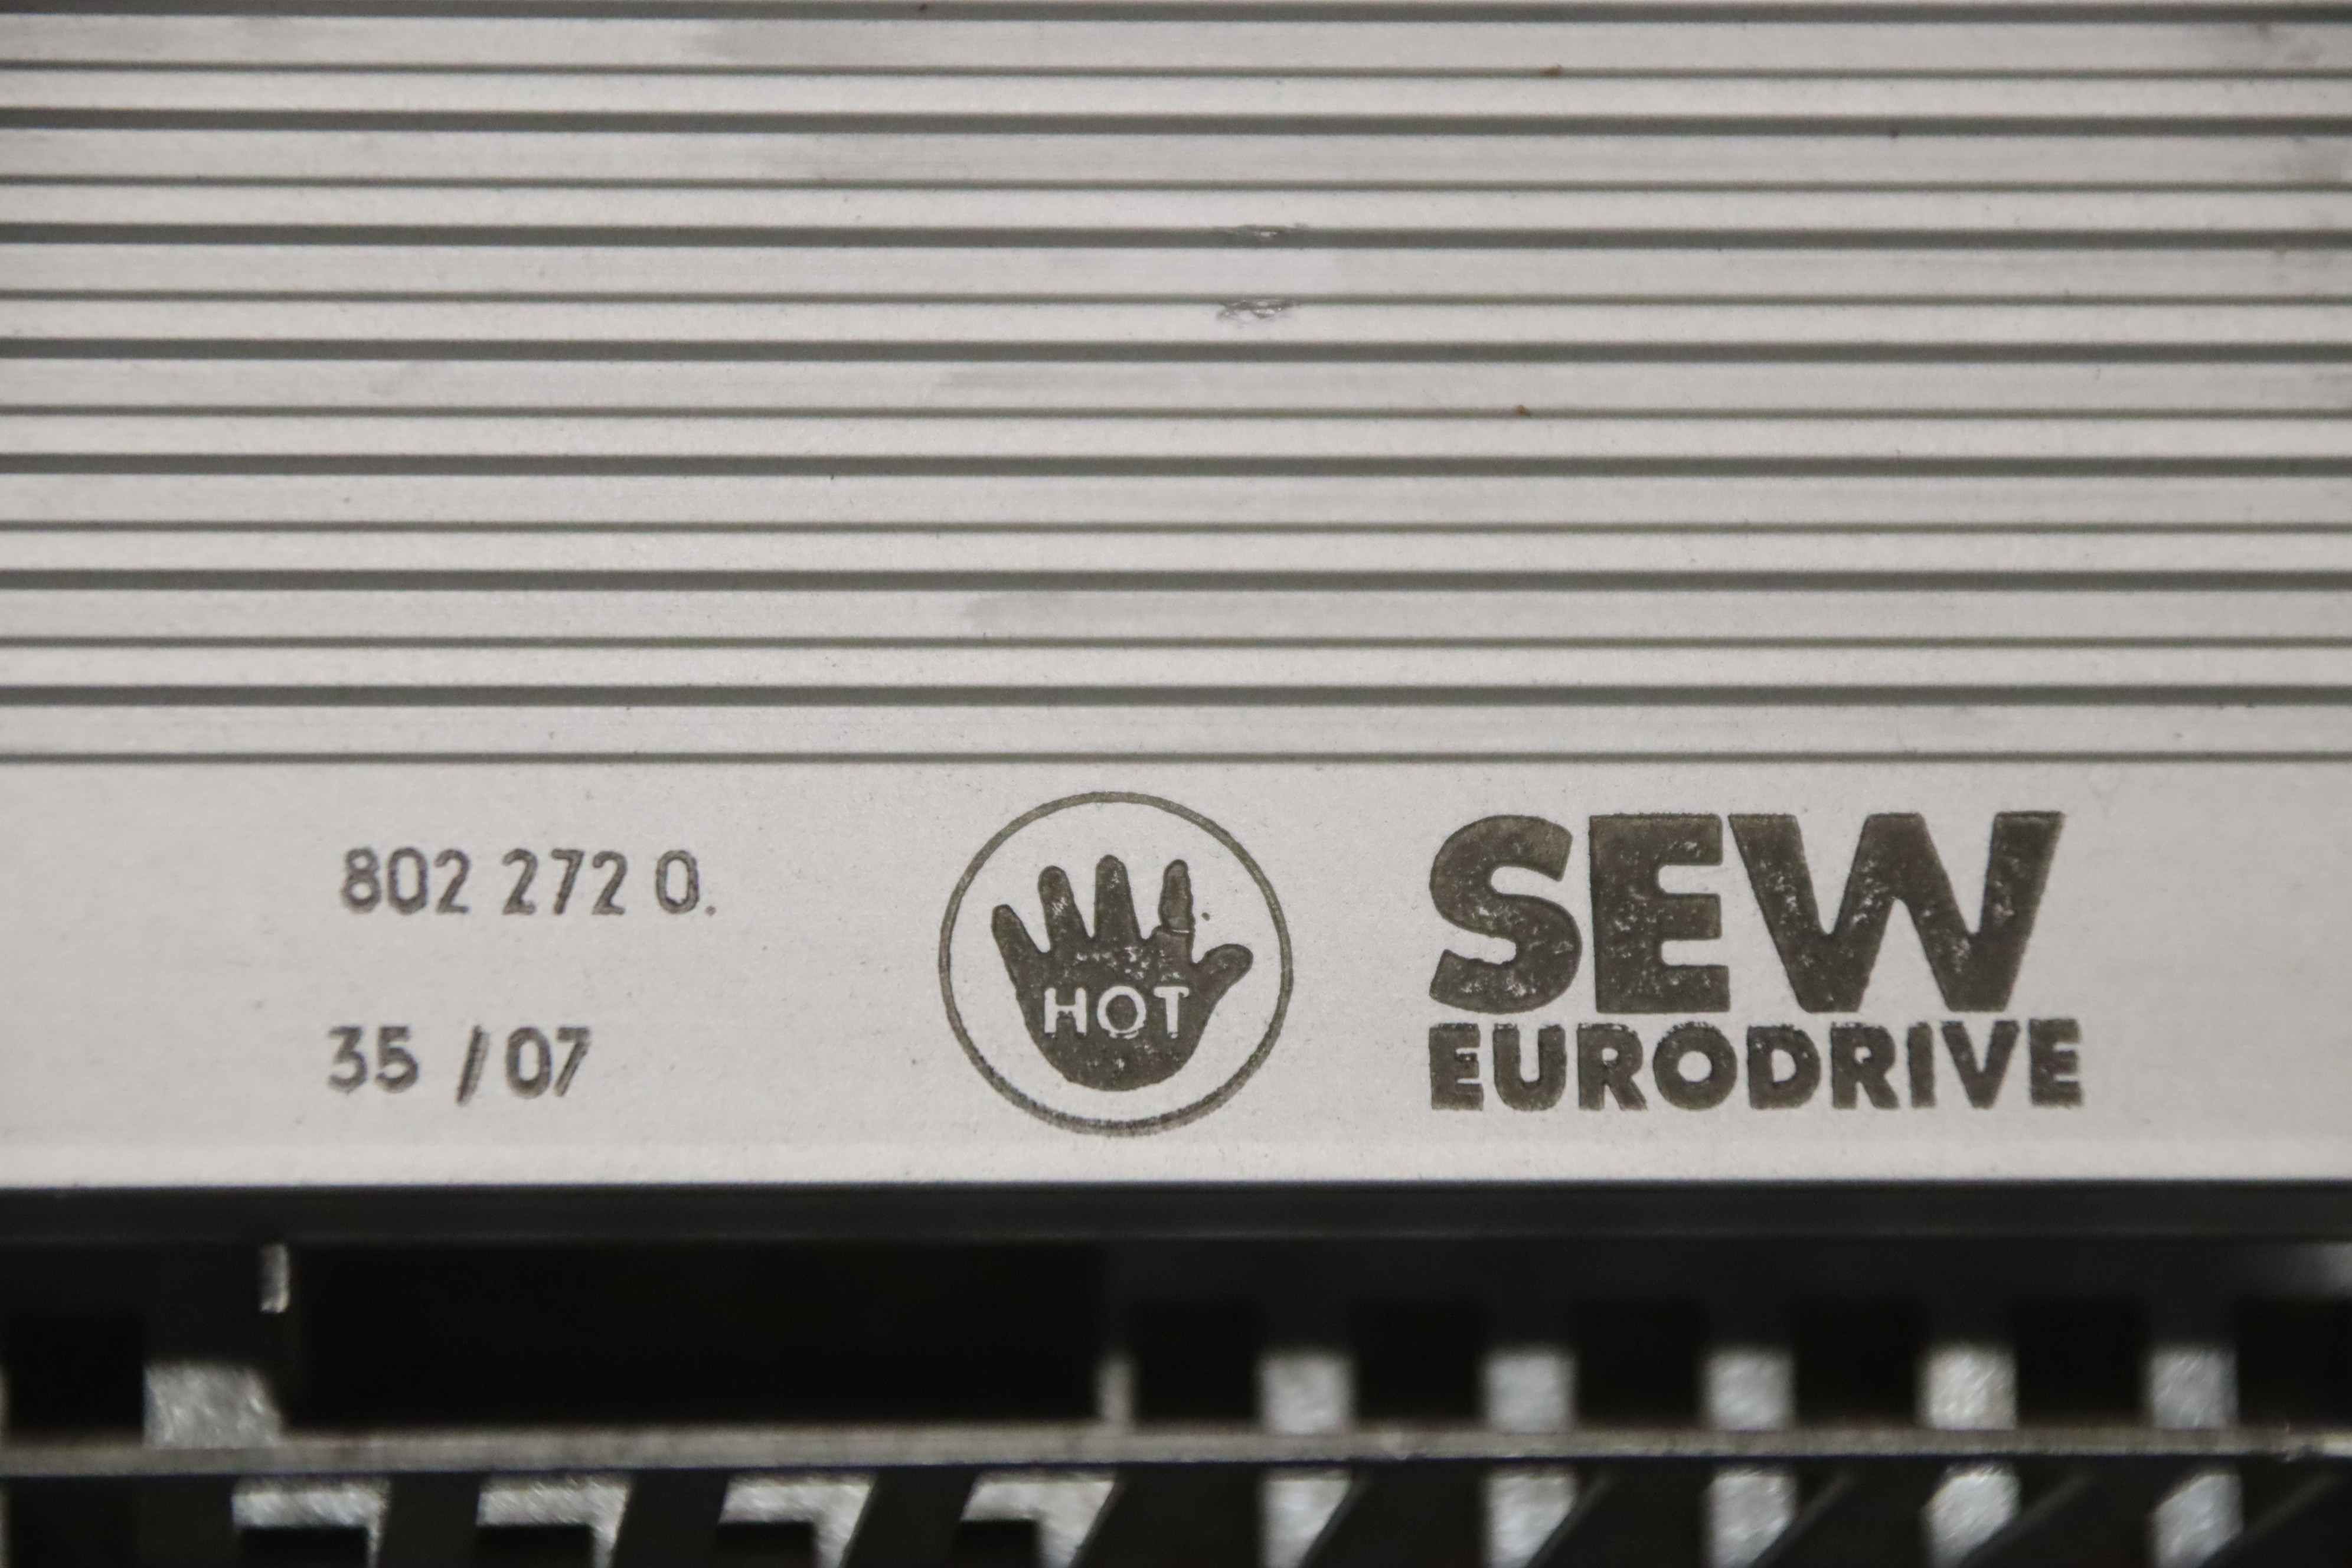 802 272 0.
35 / 07
HOT
SEW
EURODRIVE